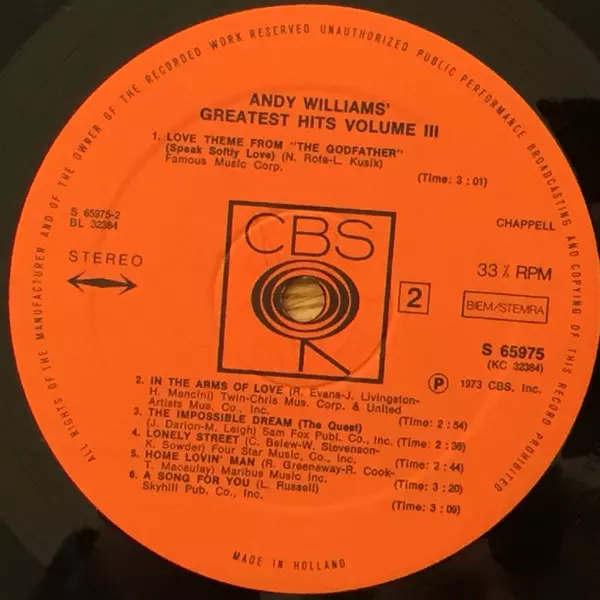 ALL RIGHTS OF THE MANUFACTURER AND OF THE OWNER OF THE RECORDED WORK RESERVED UNAUTHORIZED PUBLIC PERFORMANCE BROADCASTING AND COPYING OF THIS RECORD PROHIBITED
ANDY WILLIAMS'
GREATEST HITS VOLUME III
1. LOVE THEME FROM "THE GODFATHER"
(Speak Softly Love) (N. Rota-L. Kusik)
Famous Music Corp.
(Time: 3 : 01)
S 65975-2
BL 32384
STEREO
CBS
CHAPPELL
33 ⅓ RPM
2
BIEM/STEMRA
S 65975
(KC 32384)
℗ 1973 CBS, Inc.
2. IN THE ARMS OF LOVE (R. Evans-J. Livingston-
H. Mancini) Twin-Chris Mus. Corp. & United
Artists Mus. Co., Inc.
(Time: 2 : 54)
3. THE IMPOSSIBLE DREAM (The Quest)
(J. Darion-M. Leigh) Sam Fox Publ. Co., Inc.
(Time: 2 : 36)
4. LONELY STREET (C. Belew-W. Stevenson-
K. Sowder) Four Star Music, Co., Inc.
(Time: 2 : 44)
5. HOME LOVIN' MAN (R. Greenaway-R. Cook-
T. Macaulay) Maribus Music Inc.
(Time: 3 : 20)
6. A SONG FOR YOU (L. Russell)
Skyhill Pub. Co., Inc.
(Time: 3 : 09)
MADE IN HOLLAND